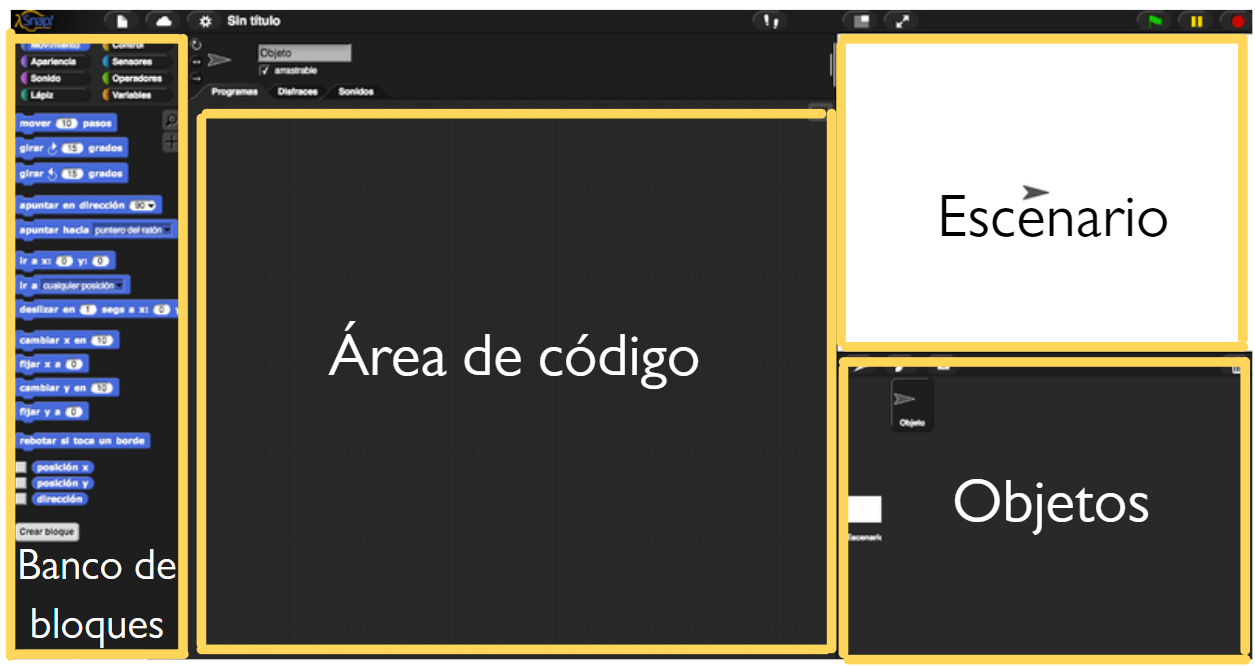 Snap!
Sin título
Movimiento
Control
Apariencia
Sensores
Sonido
Operadores
Lápiz
Variables
Objeto
arrastrable
Programas Disfraces Sonidos
mover 10 pasos
girar 15 grados
girar 15 grados
apuntar en dirección 90
apuntar hacia puntero del ratón
ir a x: 0 y: 0
ir a cualquier posición
deslizar en 1 segs a x: 0 y
cambiar x en 10
fijar x a 0
cambiar y en 10
fijar y a 0
rebotar si toca un borde
posición x
posición y
dirección
Crear bloque
Banco de
bloques
Área de código
Escenario
Objeto
Escenario
Objetos